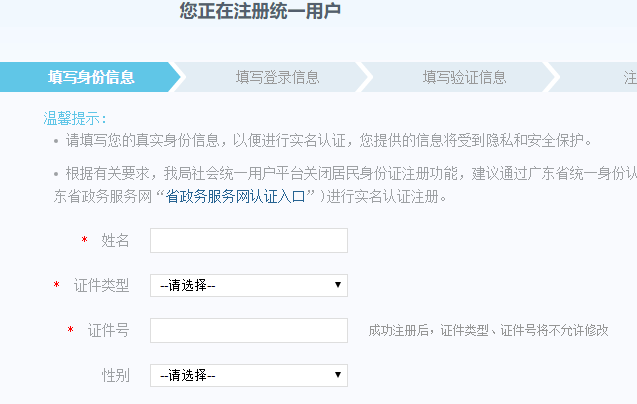 您正在注册统一用户
填写身份信息 填写登录信息 填写验证信息 注
温馨提示:
• 请填写您的真实身份信息，以便进行实名认证，您提供的信息将受到隐私和安全保护。
• 根据有关要求，我局社会统一用户平台关闭居民身份证注册功能，建议通过广东省统一身份认
东省政务服务网“省政务服务网认证入口”)进行实名认证注册。
* 姓名
* 证件类型 --请选择--
* 证件号 成功注册后，证件类型、证件号将不允许修改
性别 --请选择--